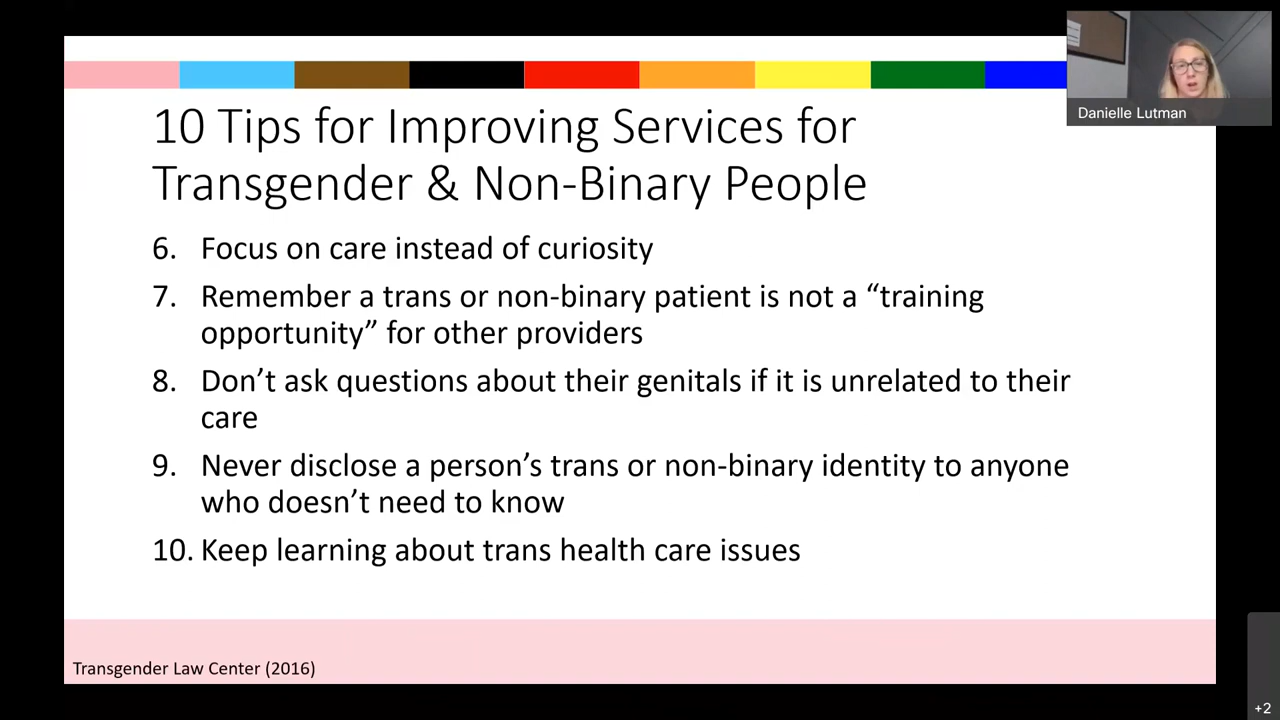 10 Tips for Improving Services for
Transgender & Non-Binary People
6. Focus on care instead of curiosity
7. Remember a trans or non-binary patient is not a “training
opportunity” for other providers
8. Don’t ask questions about their genitals if it is unrelated to their
care
9. Never disclose a person’s trans or non-binary identity to anyone
who doesn’t need to know
10. Keep learning about trans health care issues
Transgender Law Center (2016)
Danielle Lutman
+2